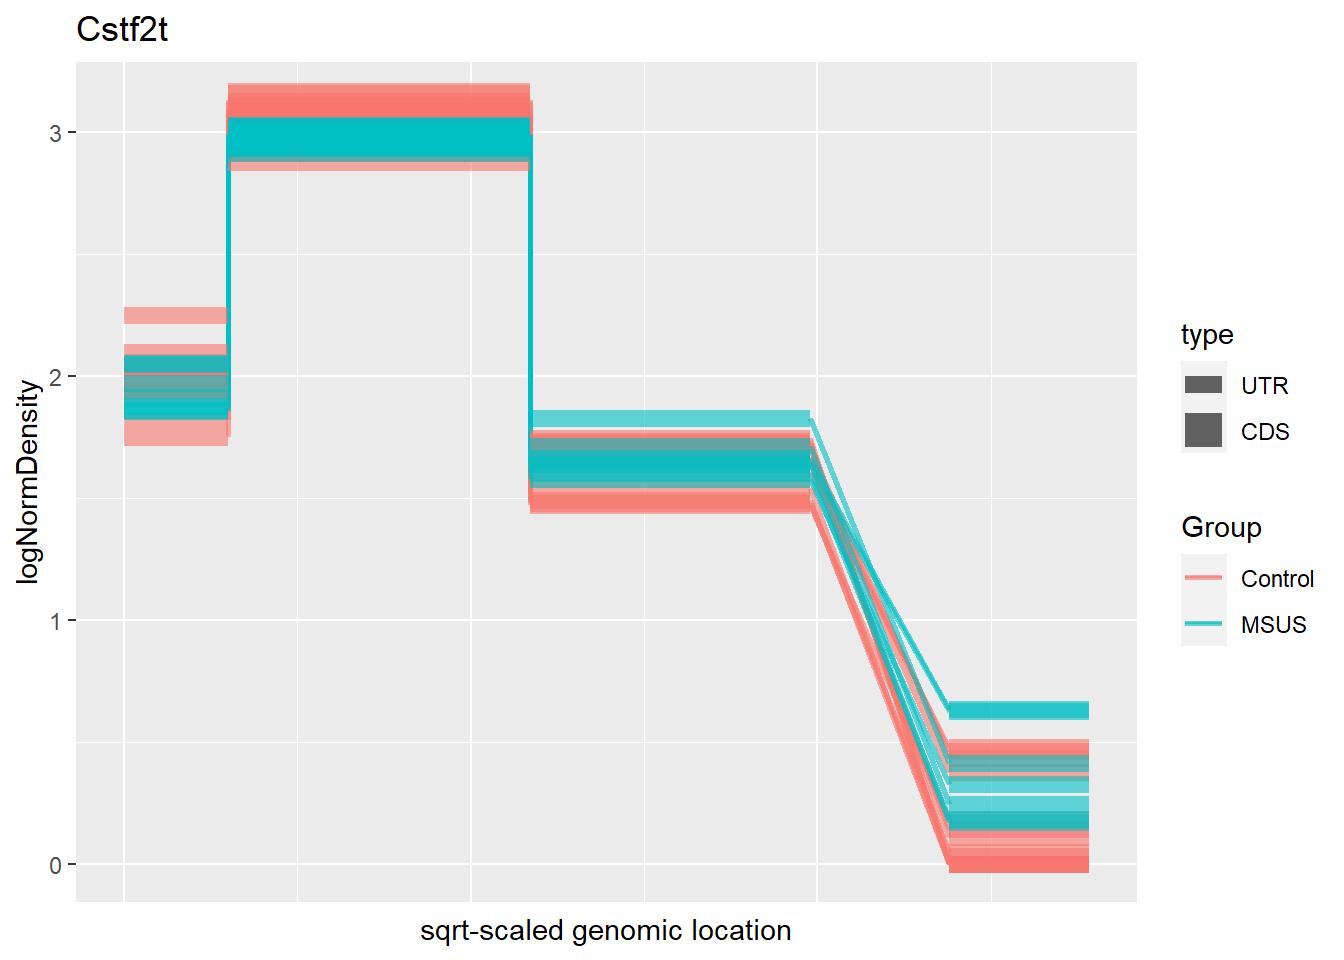 Cstf2t
3
2
1
0
logNormDensity
sqrt-scaled genomic location
type
UTR
CDS
Group
Control
MSUS